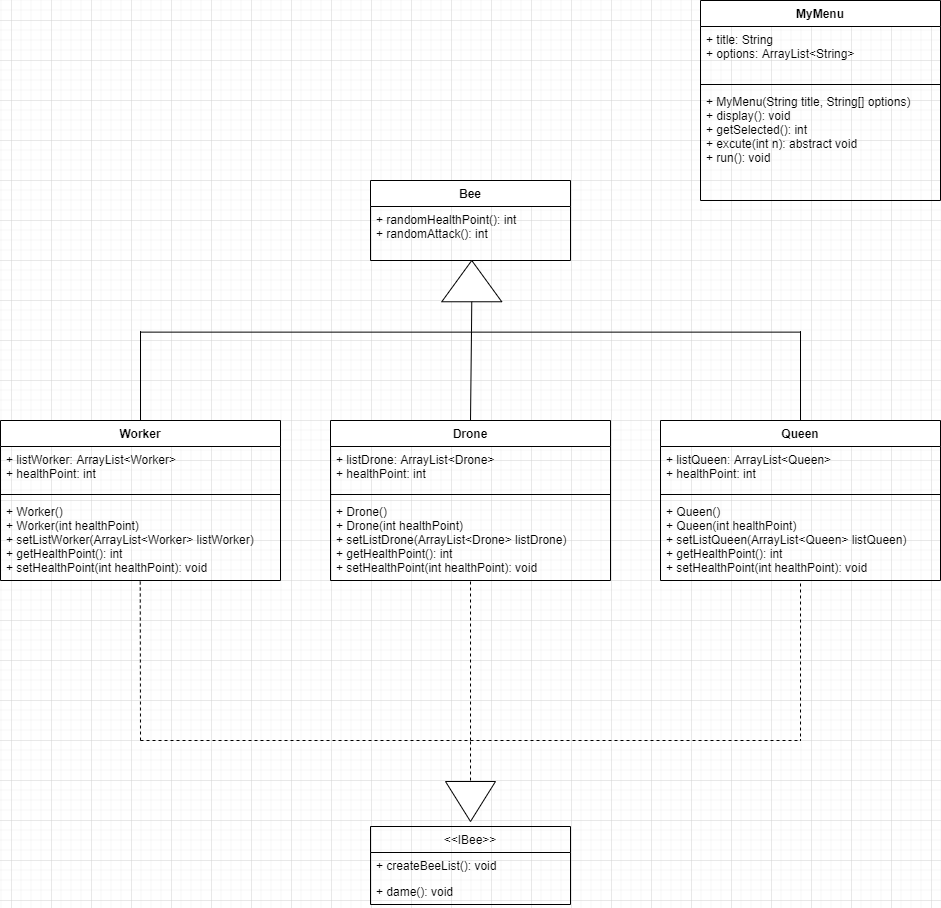 MyMenu
+ title: String
+ options: ArrayList<String>
+ MyMenu(String title, String[] options)
+ display(): void
+ getSelected(): int
+ excute(int n): abstract void
+ run(): void
Bee
+ randomHealthPoint(): int
+ randomAttack(): int
Worker
+ listWorker: ArrayList<Worker>
+ healthPoint: int
+ Worker()
+ Worker(int healthPoint)
+ setListWorker(ArrayList<Worker> listWorker)
+ getHealthPoint(): int
+ setHealthPoint(int healthPoint): void
Drone
+ listDrone: ArrayList<Drone>
+ healthPoint: int
+ Drone()
+ Drone(int healthPoint)
+ setListDrone(ArrayList<Drone> listDrone)
+ getHealthPoint(): int
+ setHealthPoint(int healthPoint): void
Queen
+ listQueen: ArrayList<Queen>
+ healthPoint: int
+ Queen()
+ Queen(int healthPoint)
+ setListQueen(ArrayList<Queen> listQueen)
+ getHealthPoint(): int
+ setHealthPoint(int healthPoint): void
<<IBee>>
+ createBeeList(): void
+ dame(): void